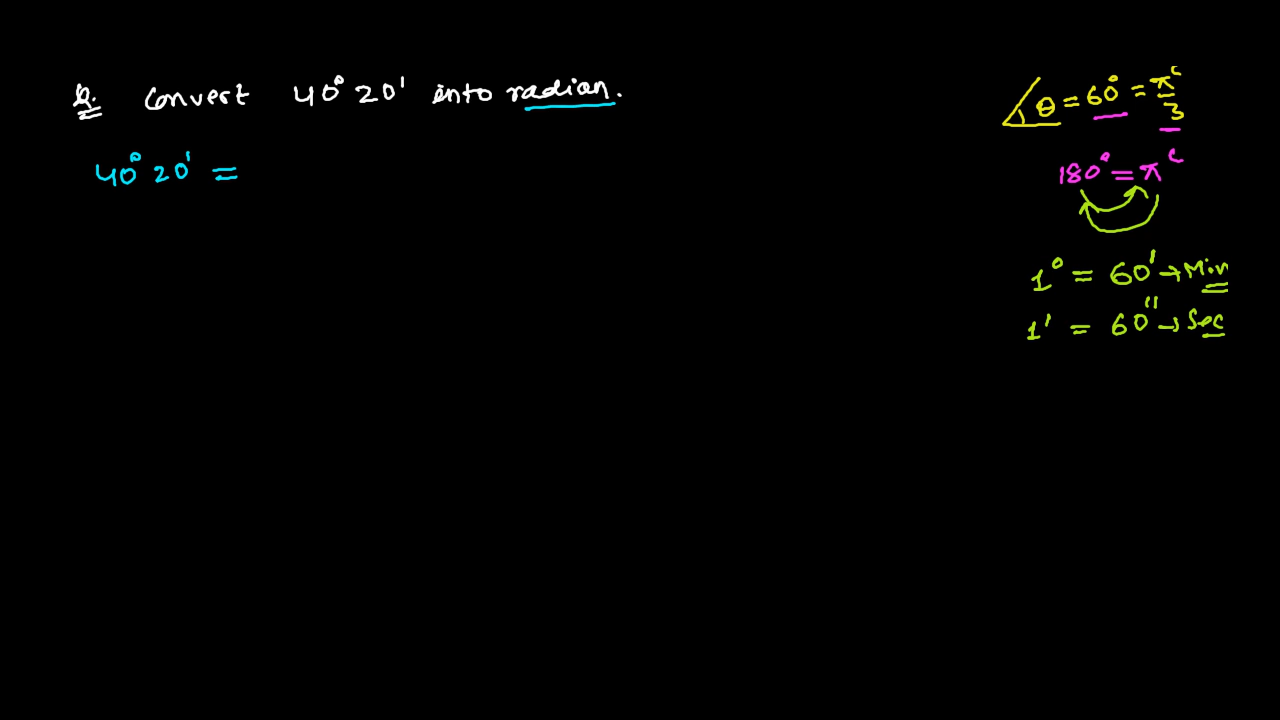 Q. Convert 40° 20' into radian.
40° 20' =
θ = 60° = π^c/3
180° = π^c
1° = 60' → Min
1' = 60'' → Sec